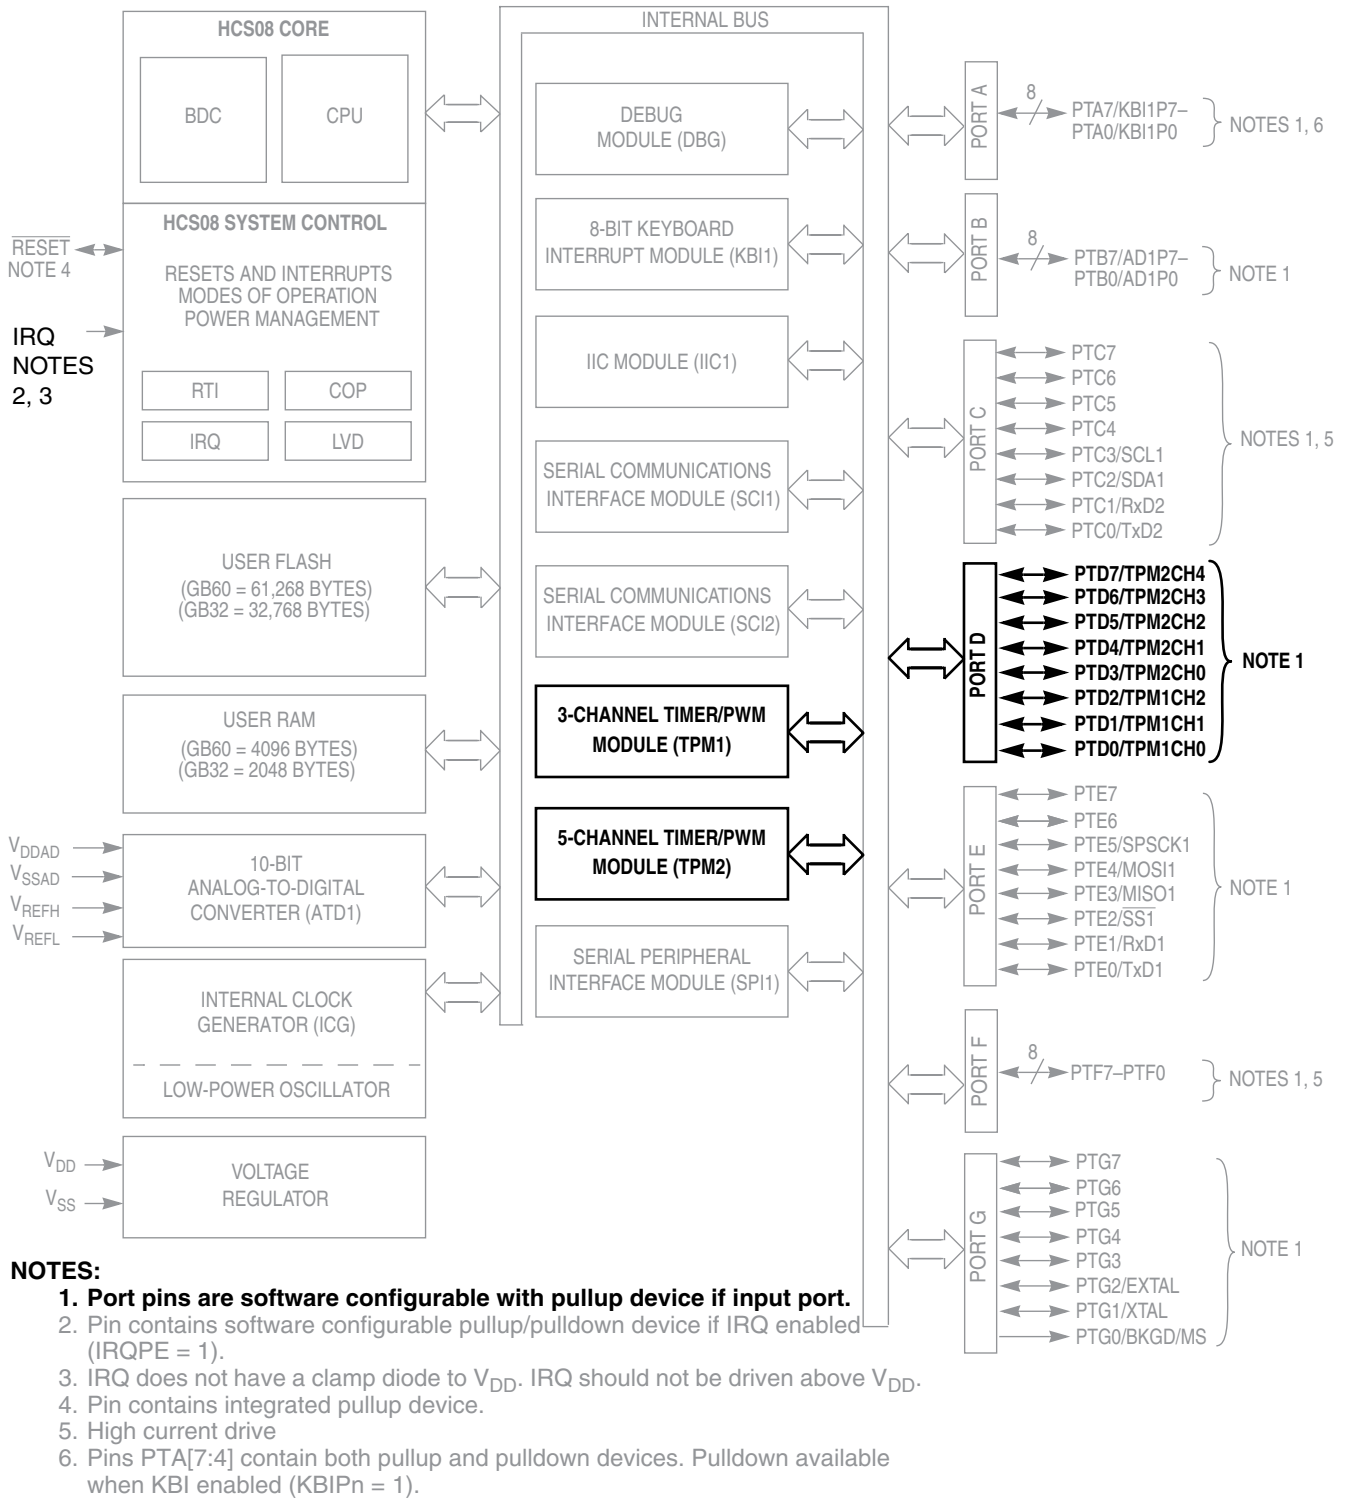 HCS08 CORE
BDC
CPU
HCS08 SYSTEM CONTROL
RESETS AND INTERRUPTS
MODES OF OPERATION
POWER MANAGEMENT
RTI
COP
IRQ
LVD
RESET
NOTE 4
IRQ
NOTES
2, 3
USER FLASH
(GB60 = 61,268 BYTES)
(GB32 = 32,768 BYTES)
USER RAM
(GB60 = 4096 BYTES)
(GB32 = 2048 BYTES)
VDDAD
VSSAD
VREFH
VREFL
10-BIT
ANALOG-TO-DIGITAL
CONVERTER (ATD1)
INTERNAL CLOCK
GENERATOR (ICG)
LOW-POWER OSCILLATOR
VDD
VSS
VOLTAGE
REGULATOR
INTERNAL BUS
DEBUG
MODULE (DBG)
8-BIT KEYBOARD
INTERRUPT MODULE (KBI1)
IIC MODULE (IIC1)
SERIAL COMMUNICATIONS
INTERFACE MODULE (SCI1)
SERIAL COMMUNICATIONS
INTERFACE MODULE (SCI2)
3-CHANNEL TIMER/PWM
MODULE (TPM1)
5-CHANNEL TIMER/PWM
MODULE (TPM2)
SERIAL PERIPHERAL
INTERFACE MODULE (SPI1)
PORT A
8
PTA7/KBI1P7–
PTA0/KBI1P0
NOTES 1, 6
PORT B
8
PTB7/AD1P7–
PTB0/AD1P0
NOTE 1
PORT C
PTC7
PTC6
PTC5
PTC4
PTC3/SCL1
PTC2/SDA1
PTC1/RxD2
PTC0/TxD2
NOTES 1, 5
PORT D
PTD7/TPM2CH4
PTD6/TPM2CH3
PTD5/TPM2CH2
PTD4/TPM2CH1
PTD3/TPM2CH0
PTD2/TPM1CH2
PTD1/TPM1CH1
PTD0/TPM1CH0
NOTE 1
PORT E
PTE7
PTE6
PTE5/SPSCK1
PTE4/MOSI1
PTE3/MISO1
PTE2/SS1
PTE1/RxD1
PTE0/TxD1
NOTE 1
PORT F
8
PTF7–PTF0
NOTES 1, 5
PORT G
PTG7
PTG6
PTG5
PTG4
PTG3
PTG2/EXTAL
PTG1/XTAL
PTG0/BKGD/MS
NOTE 1
NOTES:
1. Port pins are software configurable with pullup device if input port.
2. Pin contains software configurable pullup/pulldown device if IRQ enabled
(IRQPE = 1).
3. IRQ does not have a clamp diode to VDD. IRQ should not be driven above VDD.
4. Pin contains integrated pullup device.
5. High current drive
6. Pins PTA[7:4] contain both pullup and pulldown devices. Pulldown available
when KBI enabled (KBIPn = 1).